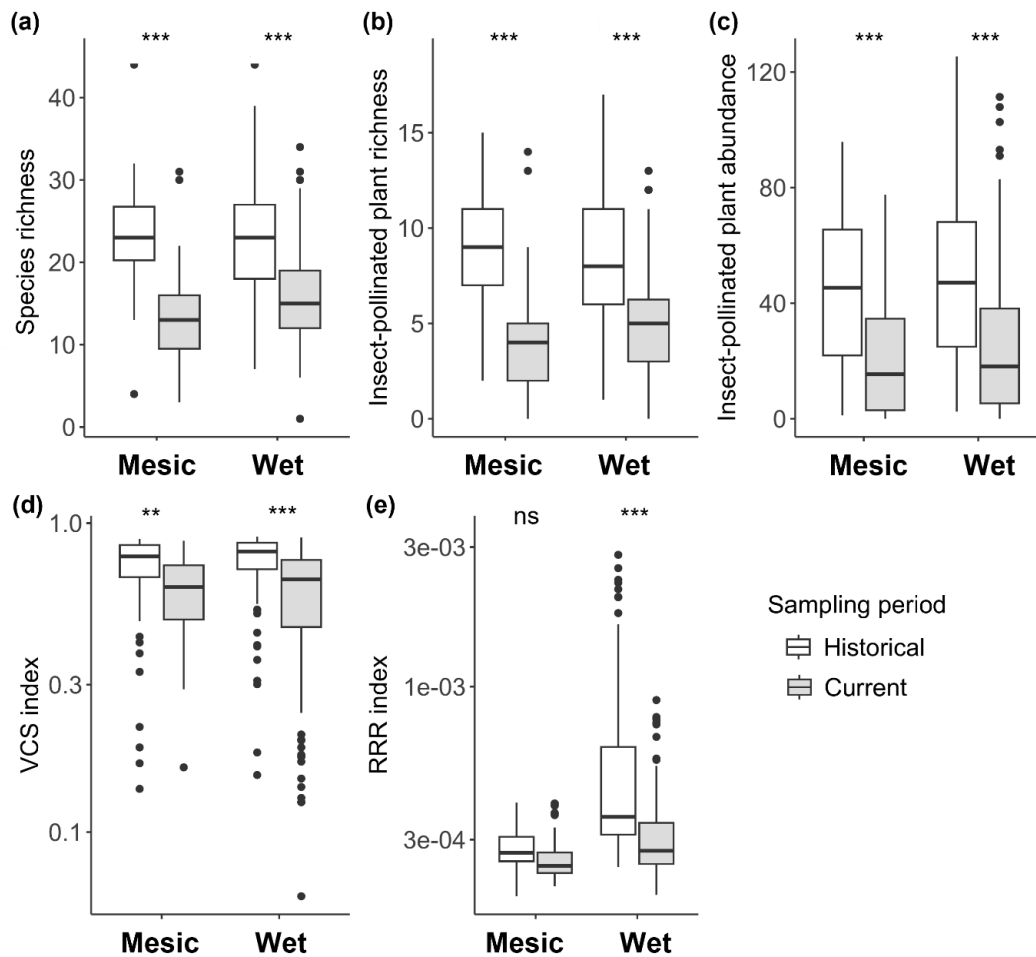 (a)
***
***
Species richness
40
30
20
10
0
Mesic
Wet
(b)
***
***
Insect-pollinated plant richness
15
10
5
0
Mesic
Wet
(c)
***
***
Insect-pollinated plant abundance
120
80
40
0
Mesic
Wet
(d)
**
***
VCS index
1.0
0.3
0.1
Mesic
Wet
(e)
ns
***
RRR index
3e-03
1e-03
3e-04
Mesic
Wet
Sampling period
Historical
Current